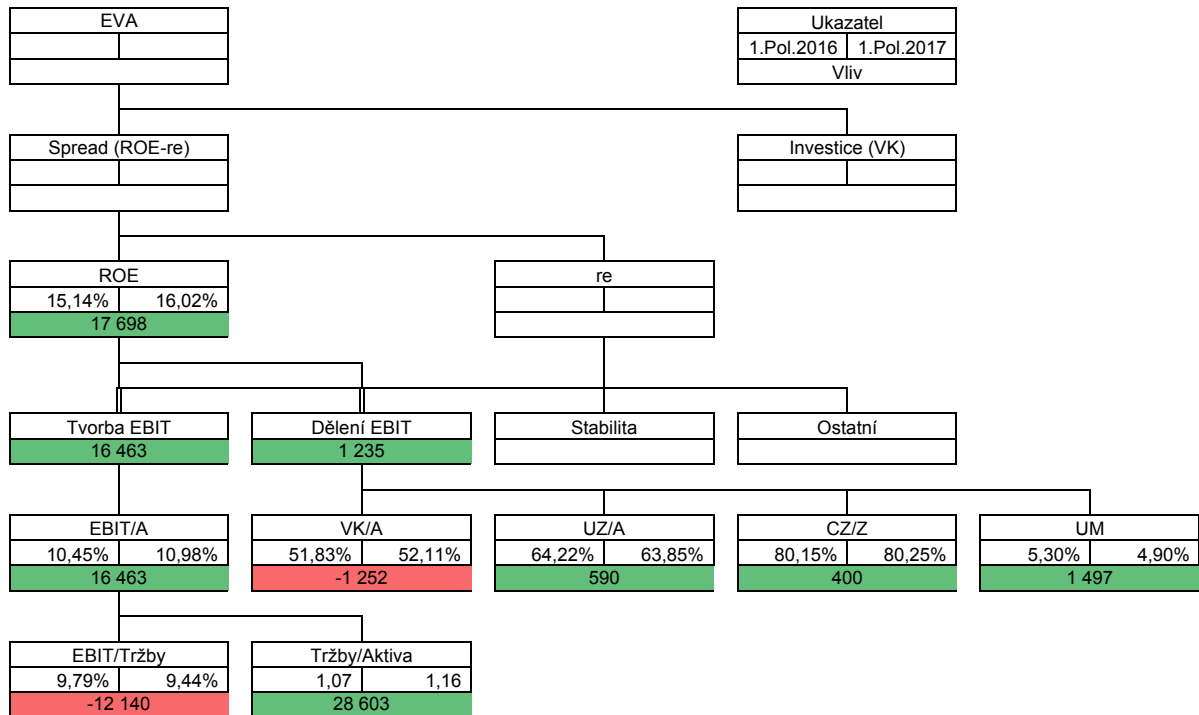 EVA
Ukazatel
1.Pol.2016 1.Pol.2017
Vliv
Spread (ROE-re)
Investice (VK)
ROE
re
15,14% 16,02%
17 698
Tvorba EBIT
Dělení EBIT
Stabilita
Ostatní
16 463
1 235
EBIT/A
VK/A
UZ/A
CZ/Z
UM
10,45% 10,98%
51,83% 52,11%
64,22% 63,85%
80,15% 80,25%
5,30% 4,90%
16 463
-1 252
590
400
1 497
EBIT/Tržby
Tržby/Aktiva
9,79% 9,44%
1,07 1,16
-12 140
28 603